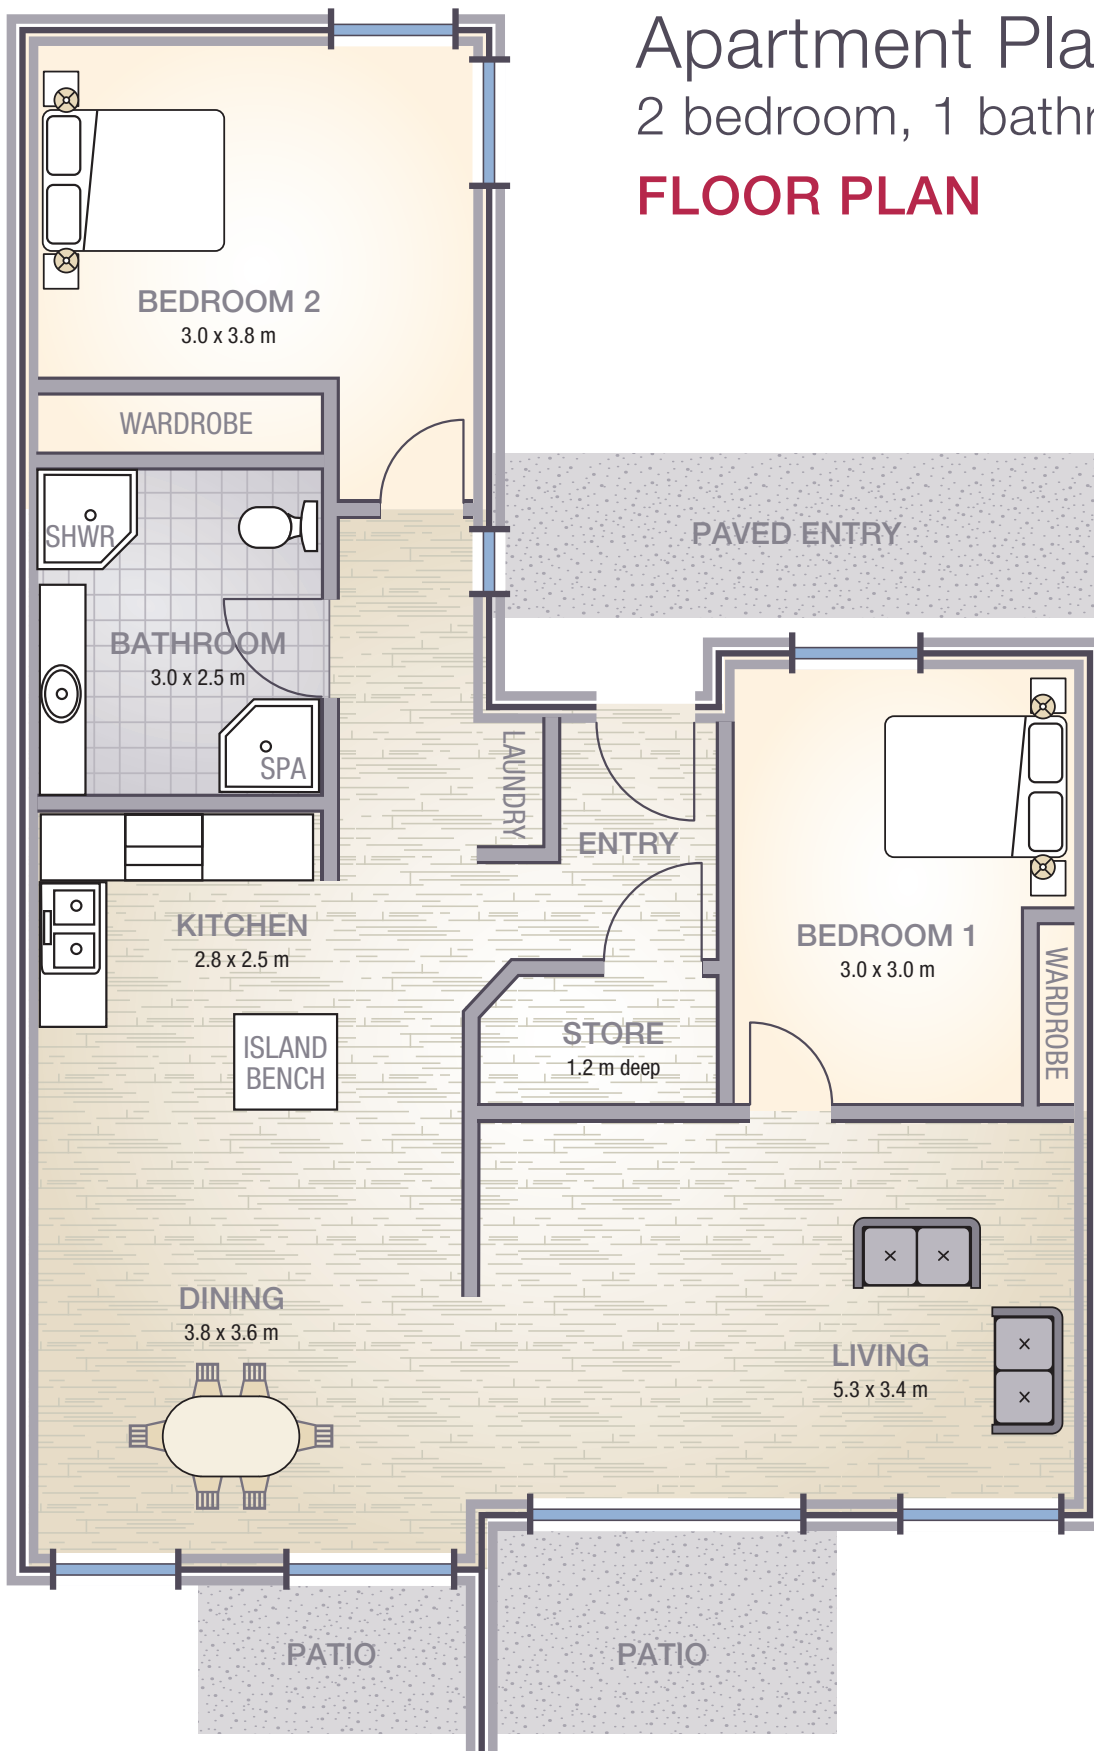 Apartment Pla
2 bedroom, 1 bathr
FLOOR PLAN
BEDROOM 2
3.0 x 3.8 m
WARDROBE
PAVED ENTRY
SHWR
BATHROOM
3.0 x 2.5 m
SPA
LAUNDRY
ENTRY
KITCHEN
2.8 x 2.5 m
BEDROOM 1
3.0 x 3.0 m
WARDROBE
STORE
1.2 m deep
ISLAND
BENCH
DINING
3.8 x 3.6 m
LIVING
5.3 x 3.4 m
PATIO
PATIO